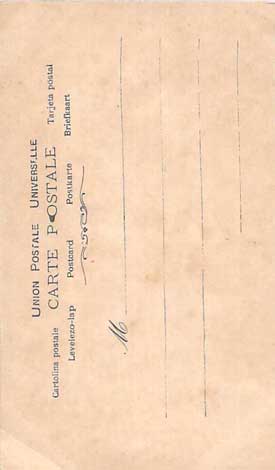 UNION POSTALE UNIVERSELLE
CARTE POSTALE
Cartolina postale Tarjeta postal
Levelezo-lap Postcard Postkarte Briefkaart
M